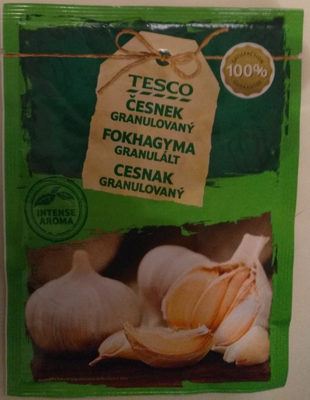 TESCO
100%
ČESNEK
GRANULOVANÝ
FOKHAGYMA
GRANULÁLT
CESNAK
GRANULOVANÝ
INTENSE
AROMA